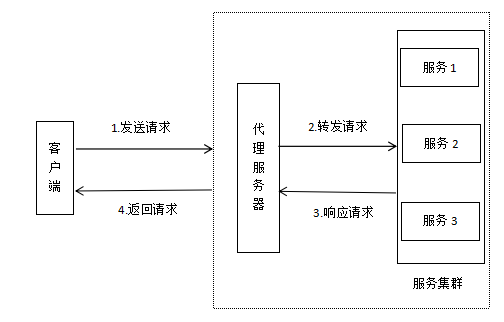 客户端
1.发送请求
4.返回请求
代理服务器
2.转发请求
3.响应请求
服务 1
服务 2
服务 3
服务集群